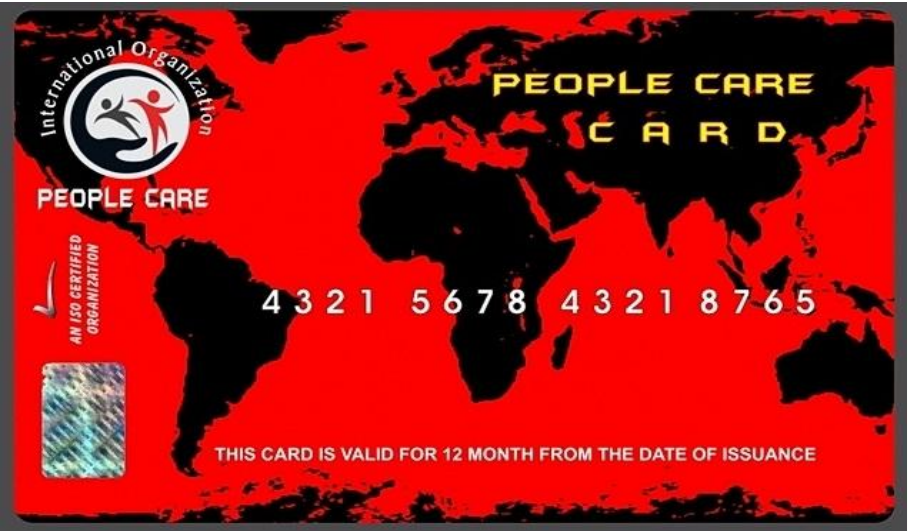 International Organization
PEOPLE CARE
PEOPLE CARE
CARD
AN ISO CERTIFIED
ORGANIZATION
4321 5678 4321 8765
THIS CARD IS VALID FOR 12 MONTH FROM THE DATE OF ISSUANCE